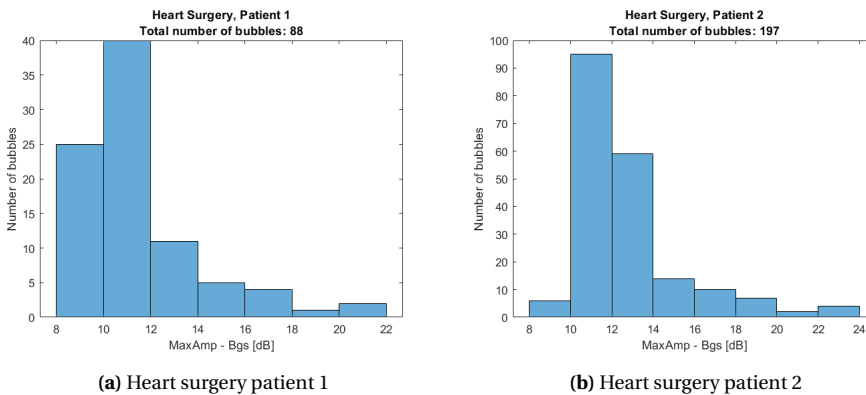 Heart Surgery, Patient 1
Total number of bubbles: 88
Number of bubbles
40
35
30
25
20
15
10
5
0
8 10 12 14 16 18 20 22
MaxAmp - Bgs [dB]
(a) Heart surgery patient 1
Heart Surgery, Patient 2
Total number of bubbles: 197
Number of bubbles
100
90
80
70
60
50
40
30
20
10
0
8 10 12 14 16 18 20 22 24
MaxAmp - Bgs [dB]
(b) Heart surgery patient 2